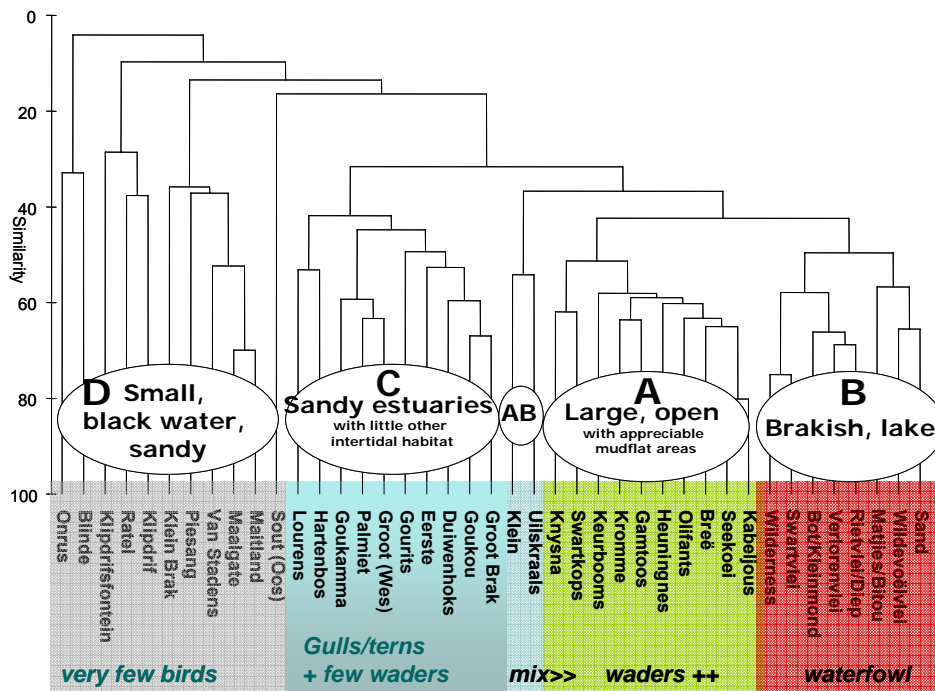 0
20
40
60
80
100
Similarity
D Small,
black water,
sandy
C
Sandy estuaries
with little other
intertidal habitat
AB
A
Large, open
with appreciable
mudflat areas
B
Brakish, lake
Onrus
Blinde
Klipdrifsfontein
Ratel
Klipdrif
Klein Brak
Piesang
Van Stadens
Maalgate
Maitland
Sout (Oos)
Lourens
Hartenbos
Goukamma
Palmiet
Groot (Wes)
Gourits
Eerste
Duiwenhoks
Goukou
Groot Brak
Klein
Uilskraals
Knysna
Swartkops
Keurbooms
Kromme
Gamtoos
Heuningnes
Olifants
Breë
Seekoei
Kabeljous
Wilderness
Swartvlei
Bot/Kleinmond
Verlorenvlei
Rietvlei/Diep
Matjies/Bitou
Wildevoëlvlei
Sand
very few birds
Gulls/terns
+ few waders
mix>>
waders ++
waterfowl